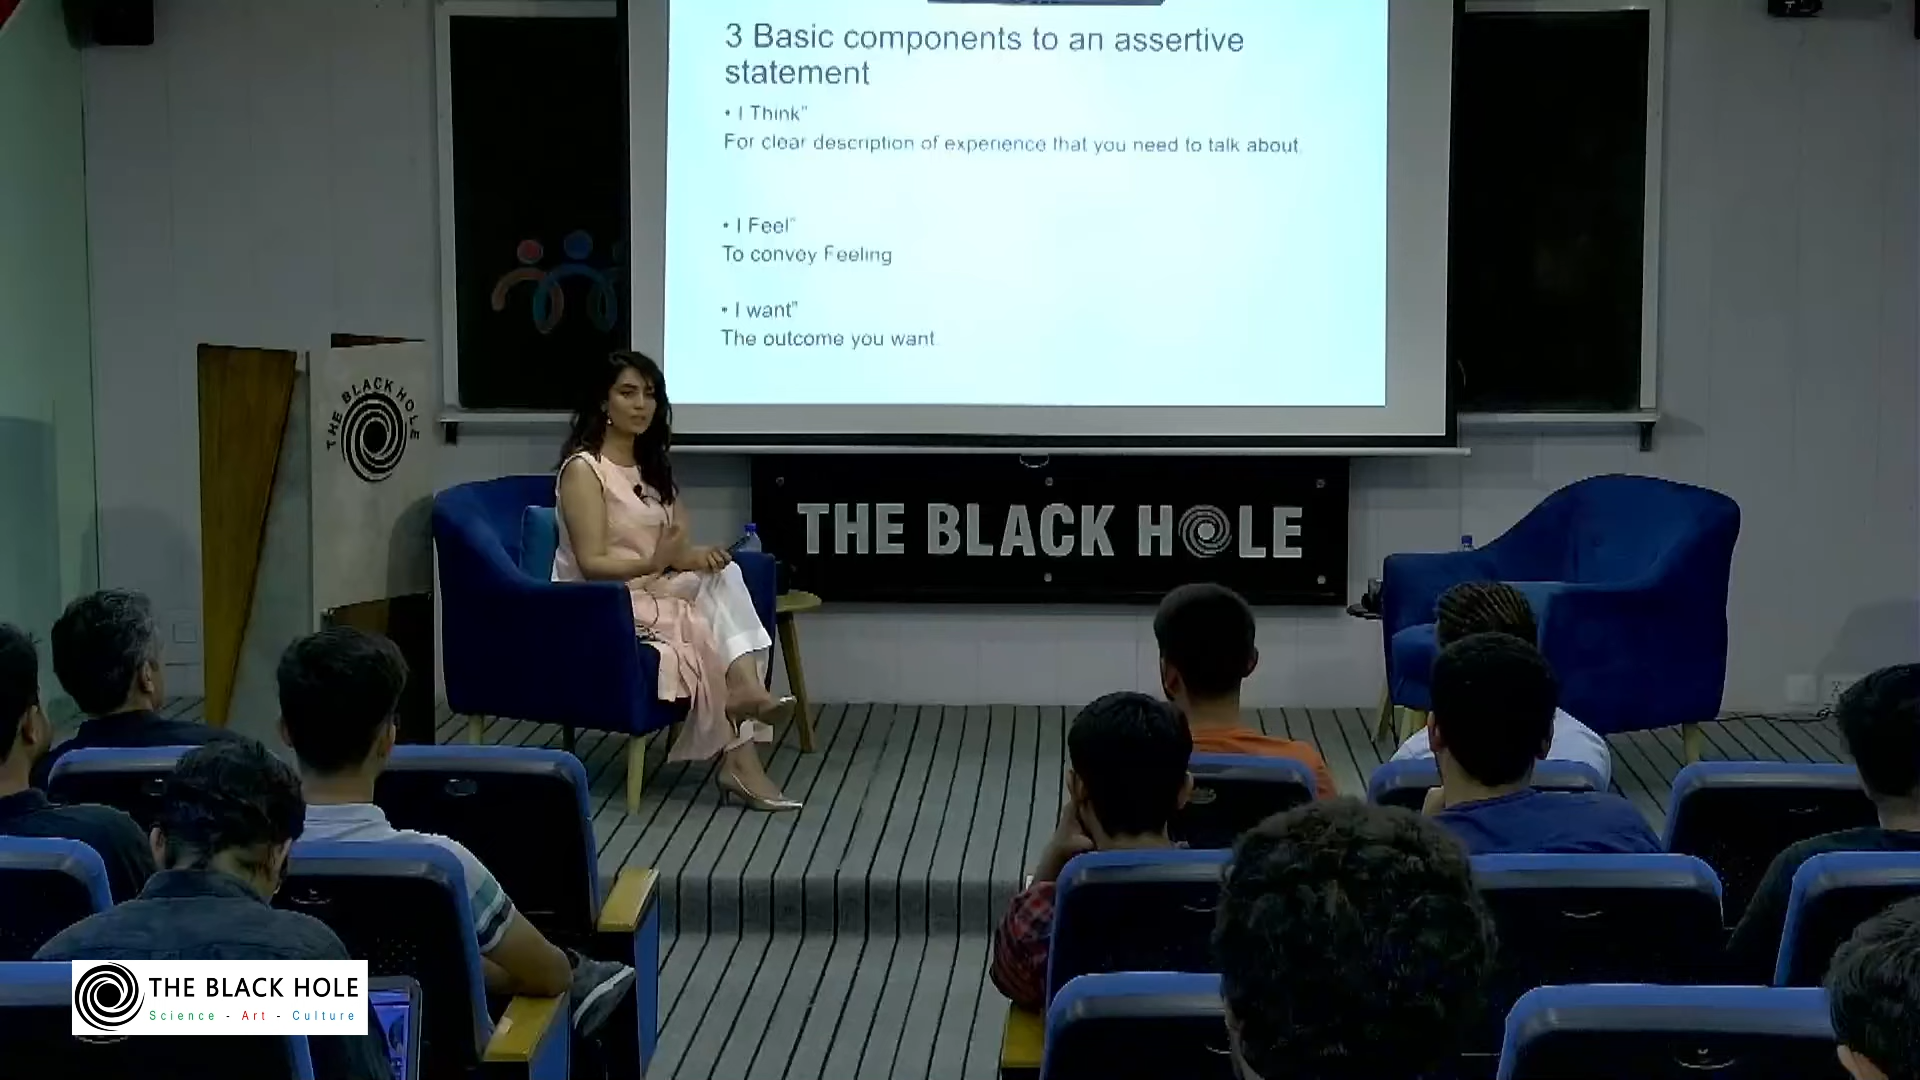 3 Basic components to an assertive
statement
• I Think"
For clear description of experience that you need to talk about.
• I Feel"
To convey Feeling
• I want"
The outcome you want.
THE BLACK HOLE
THE BLACK HOLE
THE BLACK HOLE
Science - Art - Culture